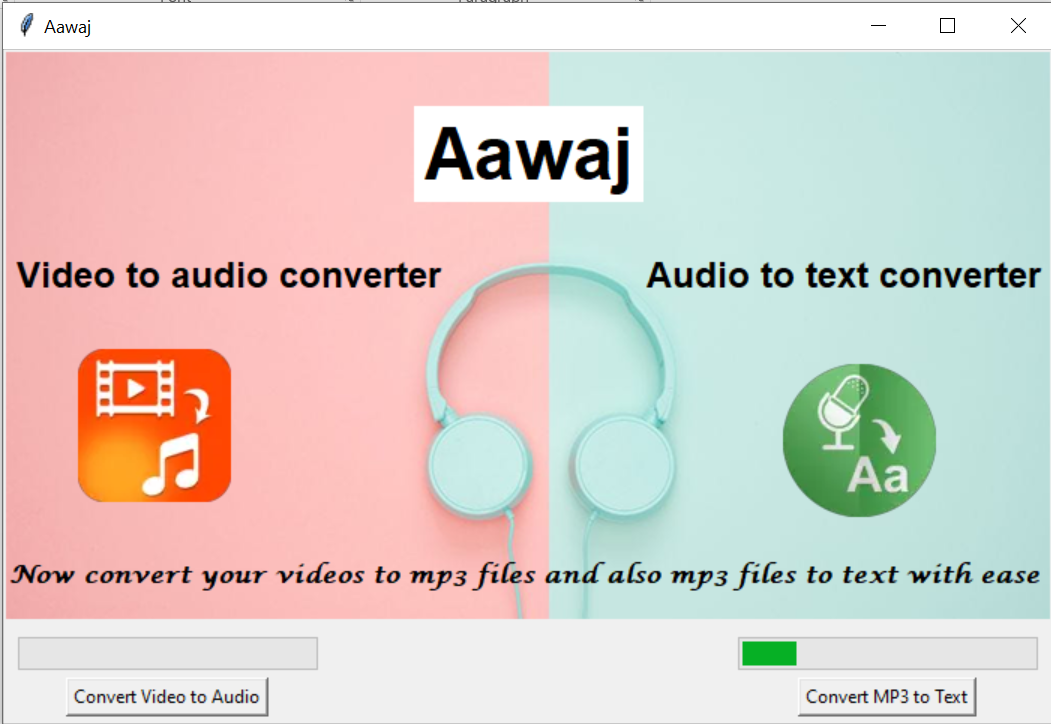 Aawaj
Aawaj
Video to audio converter
Audio to text converter
Aa
Now convert your videos to mp3 files and also mp3 files to text with ease
Convert Video to Audio
Convert MP3 to Text